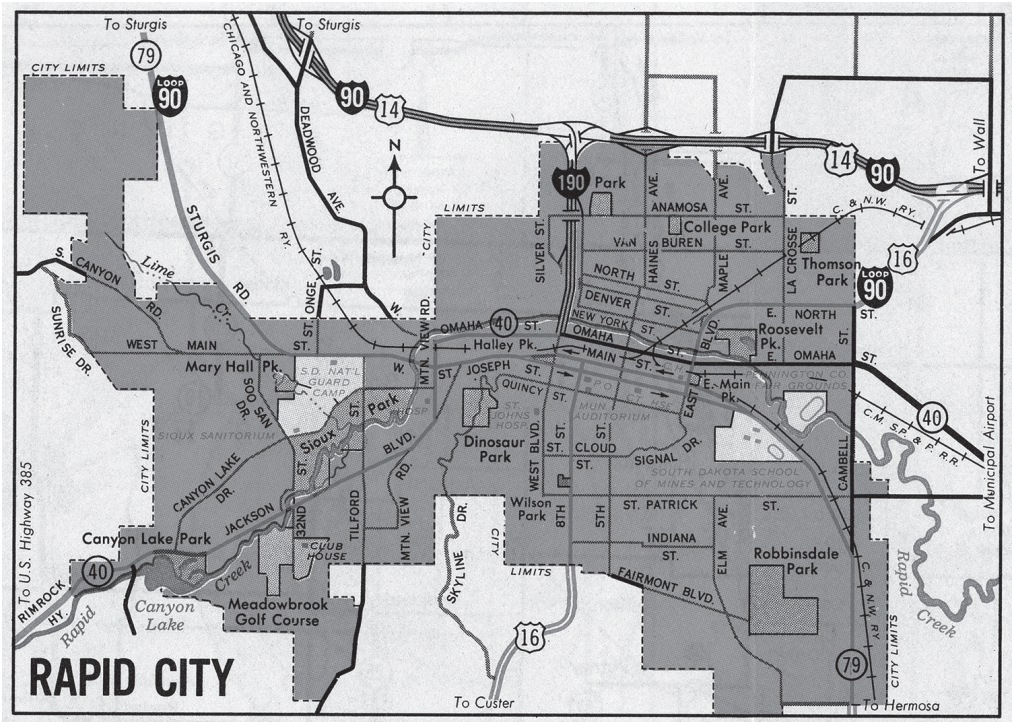 To Sturgis
To Sturgis
79
CITY LIMITS
LOOP
90
CHICAGO AND NORTHWESTERN RY.
DEADWOOD AVE.
90
14
N
14
90
To Wall
190
Park
AVE.
AVE.
ST.
ANAMOSA ST.
C. & N.W. RY.
LIMITS
CITY
STURGIS RD.
SILVER ST.
College Park
VAN BUREN ST.
HAINES
MAPLE
LA CROSSE
Thomson
Park
16
LOOP
90
S. CANYON RD.
Lime Cr.
ST. ONGE ST.
NORTH ST.
DENVER
NEW YORK ST.
E. NORTH ST.
SUNRISE DR.
W. OMAHA ST.
40
OMAHA ST.
BLVD.
Roosevelt
Pk.
WEST MAIN ST.
MTN. VIEW RD.
Halley Pk.
MAIN ST.
E. OMAHA ST.
Mary Hall Pk.
S.D. NAT'L
GUARD
CAMP
W. ST. JOSEPH ST.
C.H.
E. Main
Pk
PENNINGTON CO.
FAIR GROUNDS
SOO SAN DR.
QUINCY ST.
P.O.
CT. HSE.
EAST
40
Sioux Park
HOSP
ST.
JOHNS
HOSP.
MUN.
AUDITORIUM
C.M. ST.P. & P. R.R.
SIOUX SANITORIUM
ST.
Dinosaur
Park
WEST BLVD.
ST.
ST.
CLOUD ST.
SIGNAL DR.
CAMBELL ST.
CITY LIMITS
CANYON LAKE DR.
BLVD.
SOUTH DAKOTA SCHOOL
OF MINES AND TECHNOLOGY
To Municipal Airport
To U.S. Highway 385
JACKSON
32ND ST.
TILFORD
MTN. VIEW RD.
Wilson
Park
8TH
5TH
ST. PATRICK ST.
Canyon Lake Park
SKYLINE DR.
CITY
LIMITS
AVE.
INDIANA
ST.
ELM
40
CLUB
HOUSE
Robbinsdale
Park
RIMROCK HY.
Rapid Creek
Canyon
Lake
Meadowbrook
Golf Course
FAIRMONT BLVD.
C. & N.W. RY
Rapid Creek
CITY LIMITS
16
79
RAPID CITY
To Custer
To Hermosa